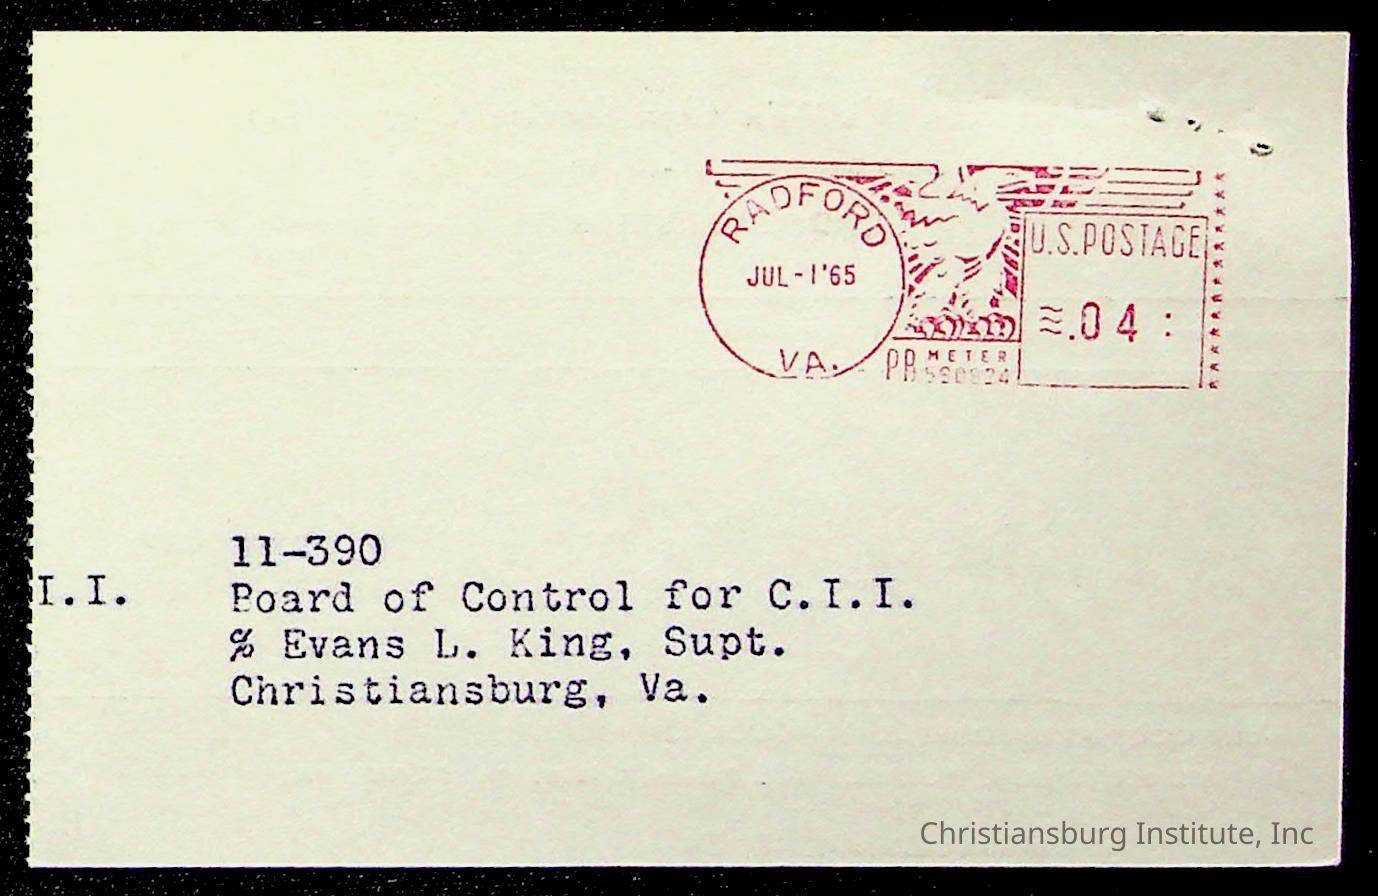 RADFORD
JUL-1'65
VA.
PB METER
U.S.POSTAGE
.04
11-390
I.I.
Board of Control for C.I.I.
% Evans L. King, Supt.
Christiansburg, Va.
Christiansburg Institute, Inc